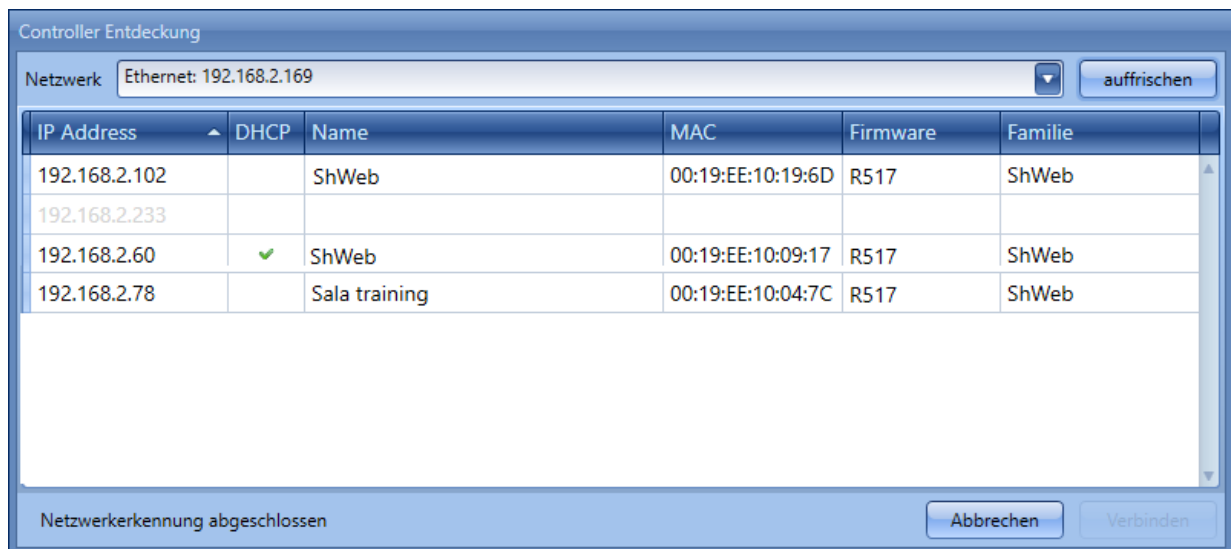 Controller Entdeckung
Netzwerk Ethernet: 192.168.2.169 auffrischen
IP Address DHCP Name MAC Firmware Familie
192.168.2.102 ShWeb 00:19:EE:10:19:6D R517 ShWeb
192.168.2.233
192.168.2.60 ShWeb 00:19:EE:10:09:17 R517 ShWeb
192.168.2.78 Sala training 00:19:EE:10:04:7C R517 ShWeb
Netzwerkerkennung abgeschlossen Abbrechen Verbinden